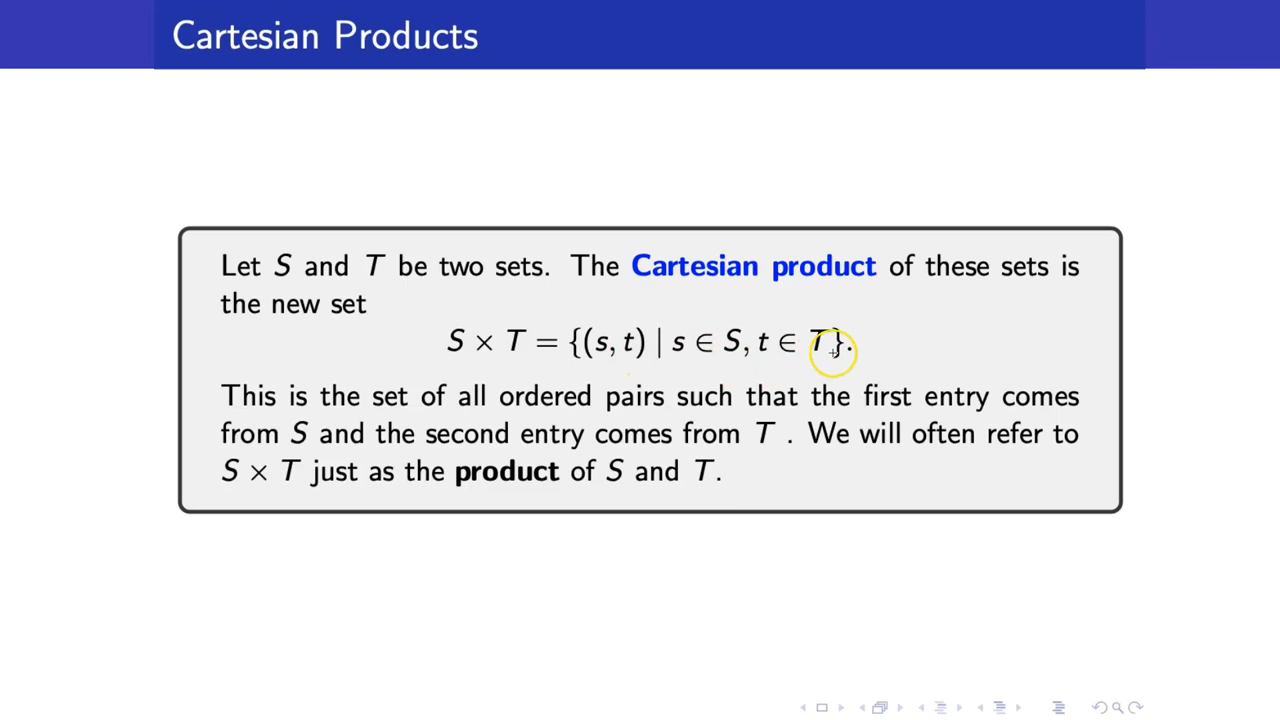 Cartesian Products
Let S and T be two sets. The Cartesian product of these sets is
the new set
S × T = {(s, t) | s ∈ S, t ∈ T}.
This is the set of all ordered pairs such that the first entry comes
from S and the second entry comes from T . We will often refer to
S × T just as the product of S and T.